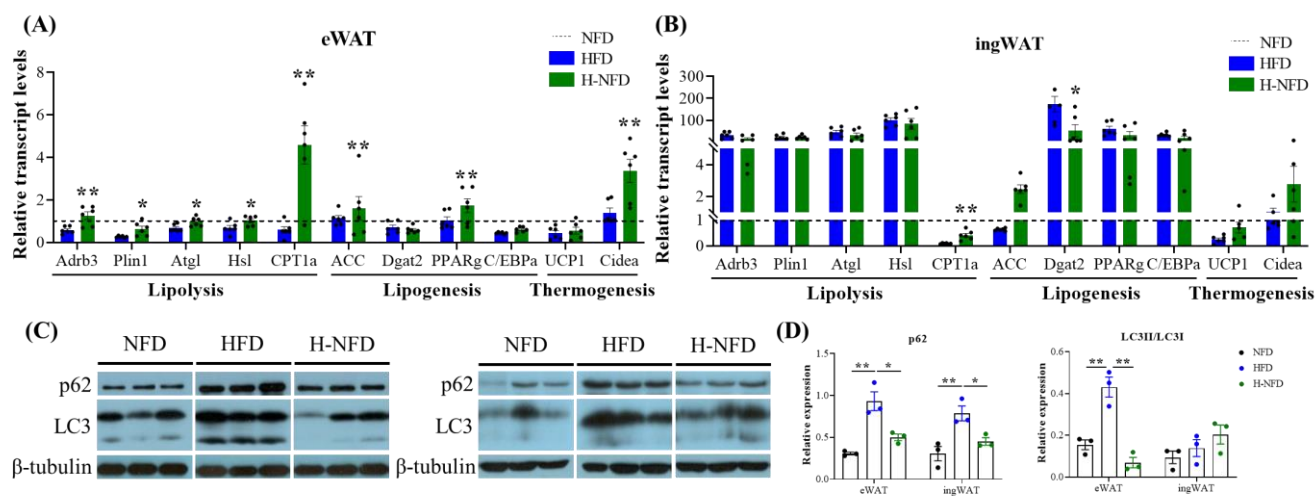 (A)
eWAT
NFD
HFD
H-NFD
Relative transcript levels
8
6
4
2
0
** * * * ** ** ** **
Adrb3 Plin1 Atgl Hsl CPT1a ACC Dgat2 PPARg C/EBPa UCP1 Cidea
Lipolysis Lipogenesis Thermogenesis
(B)
ingWAT
NFD
HFD
H-NFD
Relative transcript levels
300
200
100
4
2
1
0
** *
Adrb3 Plin1 Atgl Hsl CPT1a ACC Dgat2 PPARg C/EBPa UCP1 Cidea
Lipolysis Lipogenesis Thermogenesis
(C)
NFD HFD H-NFD
p62
LC3
β-tubulin
NFD HFD H-NFD
p62
LC3
β-tubulin
(D)
p62
Relative expression
1.5
1.0
0.5
0.0
** * ** *
eWAT ingWAT
LC3II/LC3I
NFD
HFD
H-NFD
Relative expression
0.6
0.4
0.2
0.0
** **
eWAT ingWAT